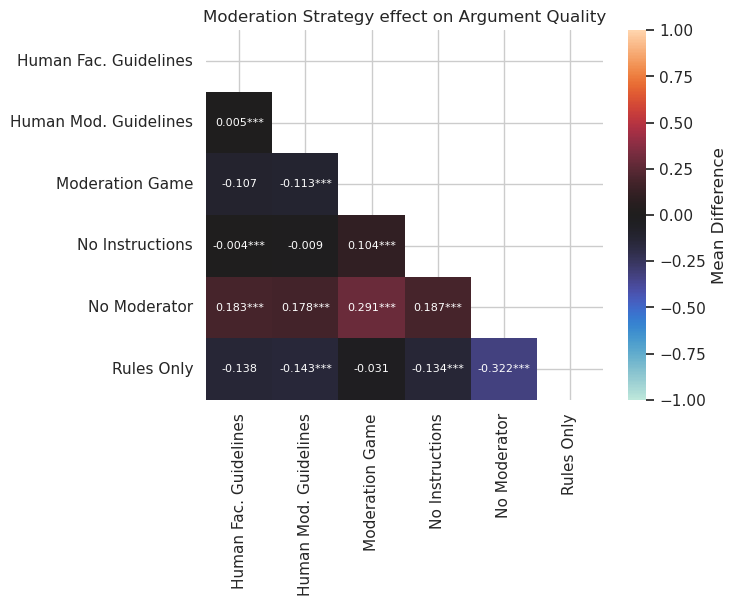 Moderation Strategy effect on Argument Quality
Human Fac. Guidelines
Human Mod. Guidelines 0.005***
Moderation Game -0.107 -0.113***
No Instructions -0.004*** -0.009 0.104***
No Moderator 0.183*** 0.178*** 0.291*** 0.187***
Rules Only -0.138 -0.143*** -0.031 -0.134*** -0.322***
Human Fac. Guidelines
Human Mod. Guidelines
Moderation Game
No Instructions
No Moderator
Rules Only
1.00
0.75
0.50
0.25
0.00
−0.25
−0.50
−0.75
−1.00
Mean Difference